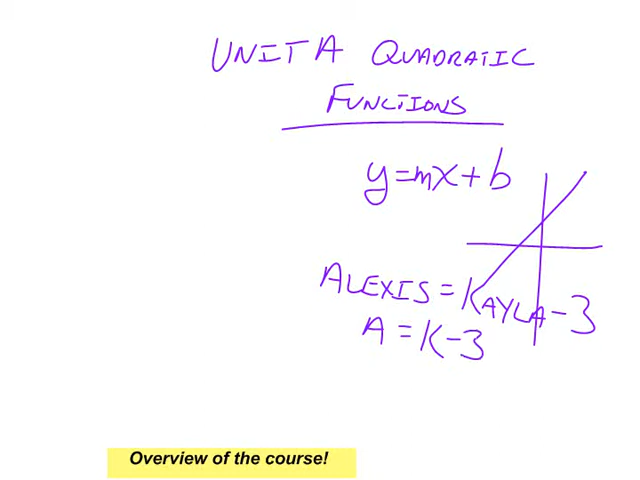 UNIT A QUADRATIC
FUNCTIONS
y=mx+b
ALEXIS = KAYLA - 3
A = K - 3
Overview of the course!